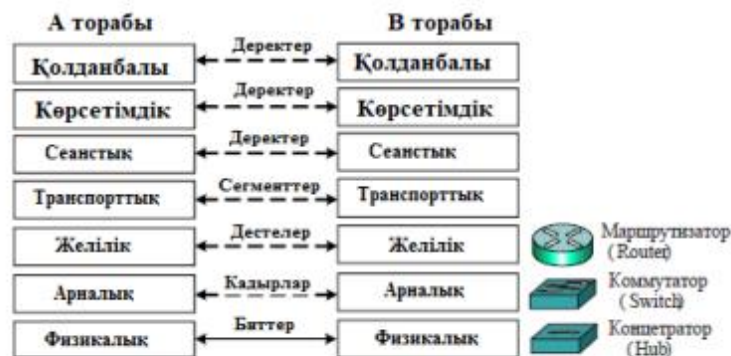 А торабы
В торабы
Қолданбалы
Деректер
Қолданбалы
Көрсетімдік
Деректер
Көрсетімдік
Сеанстық
Деректер
Сеанстық
Транспорттық
Сегменттер
Транспорттық
Желілік
Дестелер
Желілік
Маршрутизатор
(Router)
Арналық
Кадырлар
Арналық
Коммутатор
(Switch)
Физикалық
Биттер
Физикалық
Концетратор
(Hub)